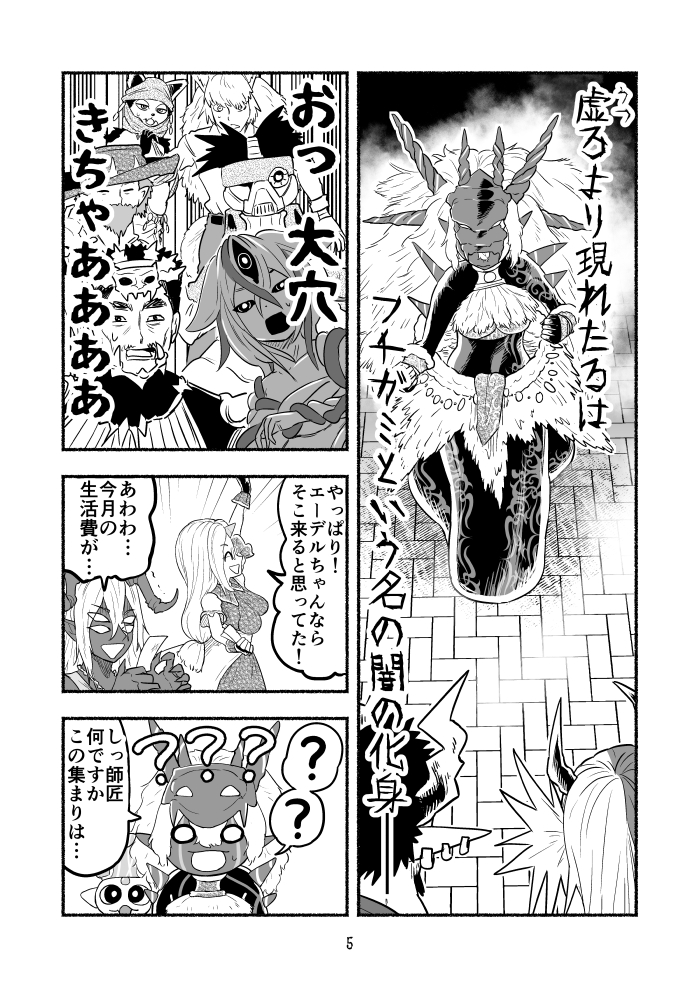 虚ろより現れたるは
うつ
フチガミという名の闇の化身――
おっ
大穴
きちゃああああぁ
やっぱり!
エーデルちゃんなら
そこ来ると思ってた!
あわわ…
今月の
生活費が…
?
?
???
しっ師匠
何ですか
この集まりは…
5